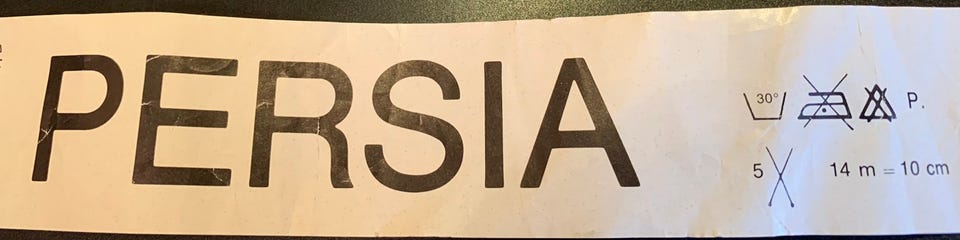 PERSIA
30° P.
5 14 m = 10 cm